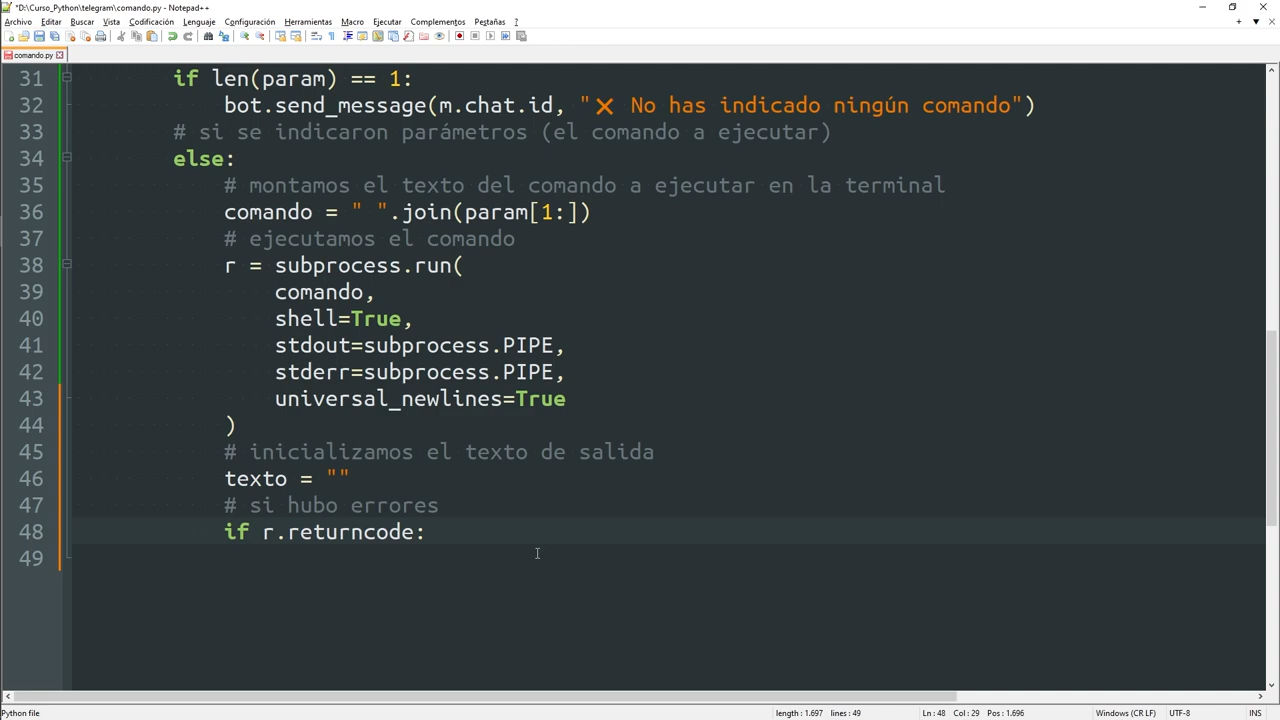 *D:\Curso_Python\telegram\comando.py - Notepad++
Archivo Editar Buscar Vista Codificación Lenguaje Configuración Herramientas Macro Ejecutar Complementos Pestañas ?
comando.py
31 if len(param) == 1:
32 bot.send_message(m.chat.id, "❌ No has indicado ningún comando")
33 # si se indicaron parámetros (el comando a ejecutar)
34 else:
35 # montamos el texto del comando a ejecutar en la terminal
36 comando = " ".join(param[1:])
37 # ejecutamos el comando
38 r = subprocess.run(
39 comando,
40 shell=True,
41 stdout=subprocess.PIPE,
42 stderr=subprocess.PIPE,
43 universal_newlines=True
44 )
45 # inicializamos el texto de salida
46 texto = ""
47 # si hubo errores
48 if r.returncode:
49
Python file length : 1.697 lines : 49 Ln : 48 Col : 29 Pos : 1.696 Windows (CR LF) UTF-8 INS